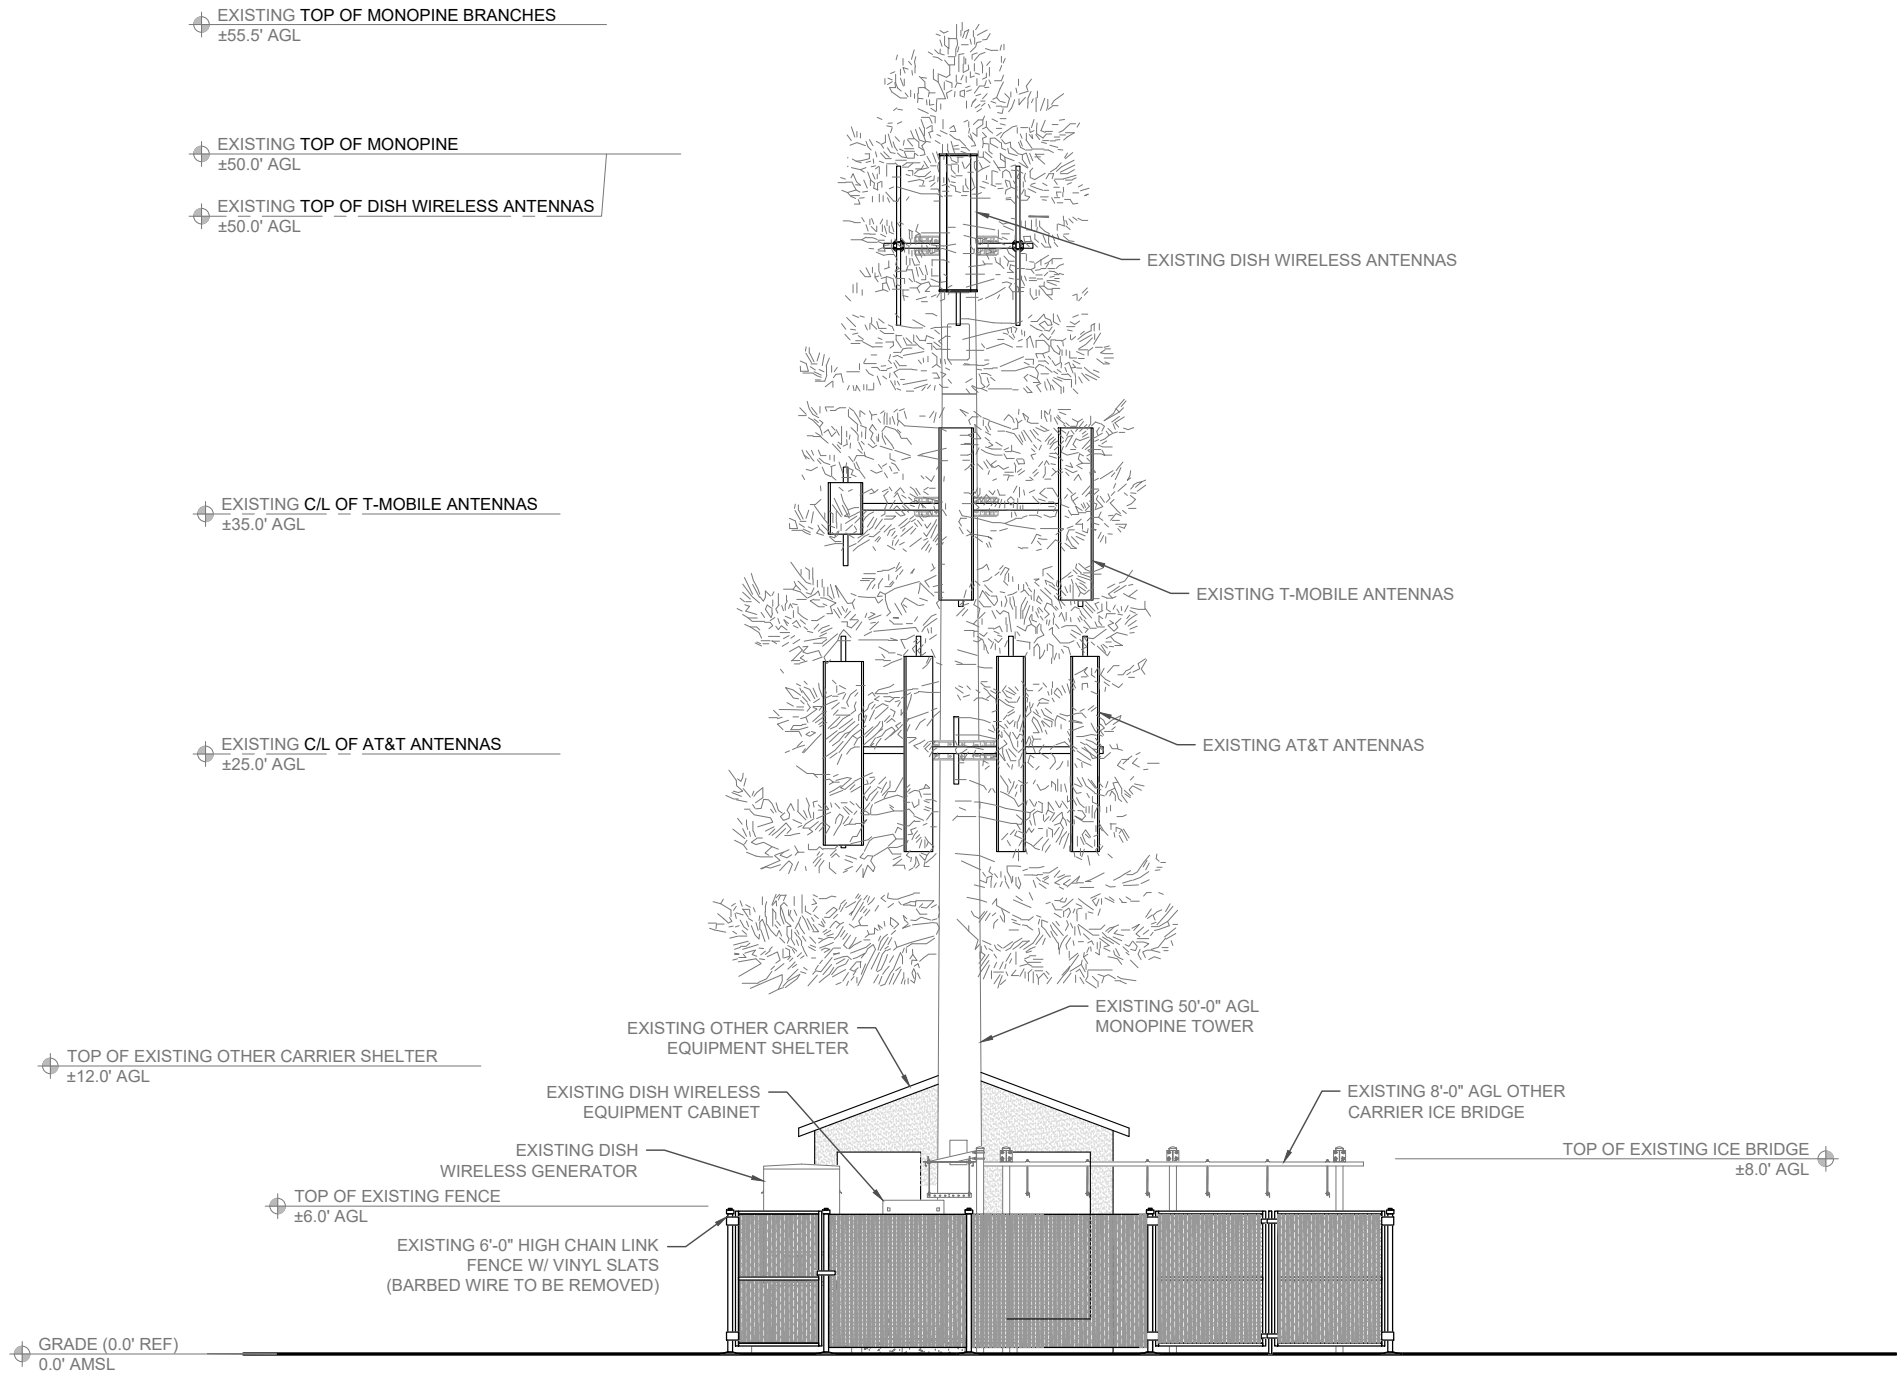 EXISTING TOP OF MONOPINE BRANCHES
±55.5' AGL
EXISTING TOP OF MONOPINE
±50.0' AGL
EXISTING TOP OF DISH WIRELESS ANTENNAS
±50.0' AGL
EXISTING DISH WIRELESS ANTENNAS
EXISTING C/L OF T-MOBILE ANTENNAS
±35.0' AGL
EXISTING T-MOBILE ANTENNAS
EXISTING C/L OF AT&T ANTENNAS
±25.0' AGL
EXISTING AT&T ANTENNAS
EXISTING 50'-0" AGL
MONOPINE TOWER
EXISTING OTHER CARRIER
EQUIPMENT SHELTER
TOP OF EXISTING OTHER CARRIER SHELTER
±12.0' AGL
EXISTING DISH WIRELESS
EQUIPMENT CABINET
EXISTING 8'-0" AGL OTHER
CARRIER ICE BRIDGE
EXISTING DISH
WIRELESS GENERATOR
TOP OF EXISTING ICE BRIDGE
±8.0' AGL
TOP OF EXISTING FENCE
±6.0' AGL
EXISTING 6'-0" HIGH CHAIN LINK
FENCE W/ VINYL SLATS
(BARBED WIRE TO BE REMOVED)
GRADE (0.0' REF)
0.0' AMSL